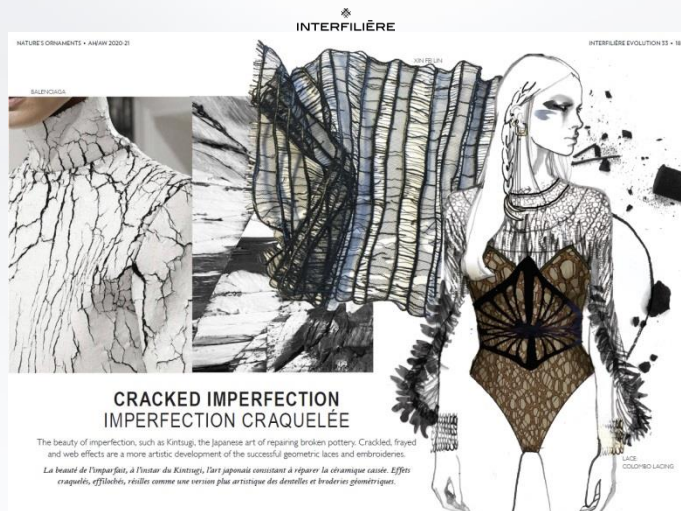 INTERFILIÈRE
NATURE'S ORNAMENTS • AH/AW 2020-21
INTERFILIÈRE EVOLUTION 53 • 18
BALENCIAGA
XIN FEI LIN
CRACKED IMPERFECTION
IMPERFECTION CRAQUELÉE
The beauty of imperfection, such as Kintsugi, the Japanese art of repairing broken pottery. Crackled, frayed
and web effects are a more artistic development of the successful geometric laces and embroideries.
La beauté de l'imparfait, à l'instar du Kintsugi, l'art japonais consistant à réparer la céramique cassée. Effets
craquelés, effilochés, résilles comme une version plus artistique des dentelles et broderies géométriques.
LACE
COLOMBO LACING